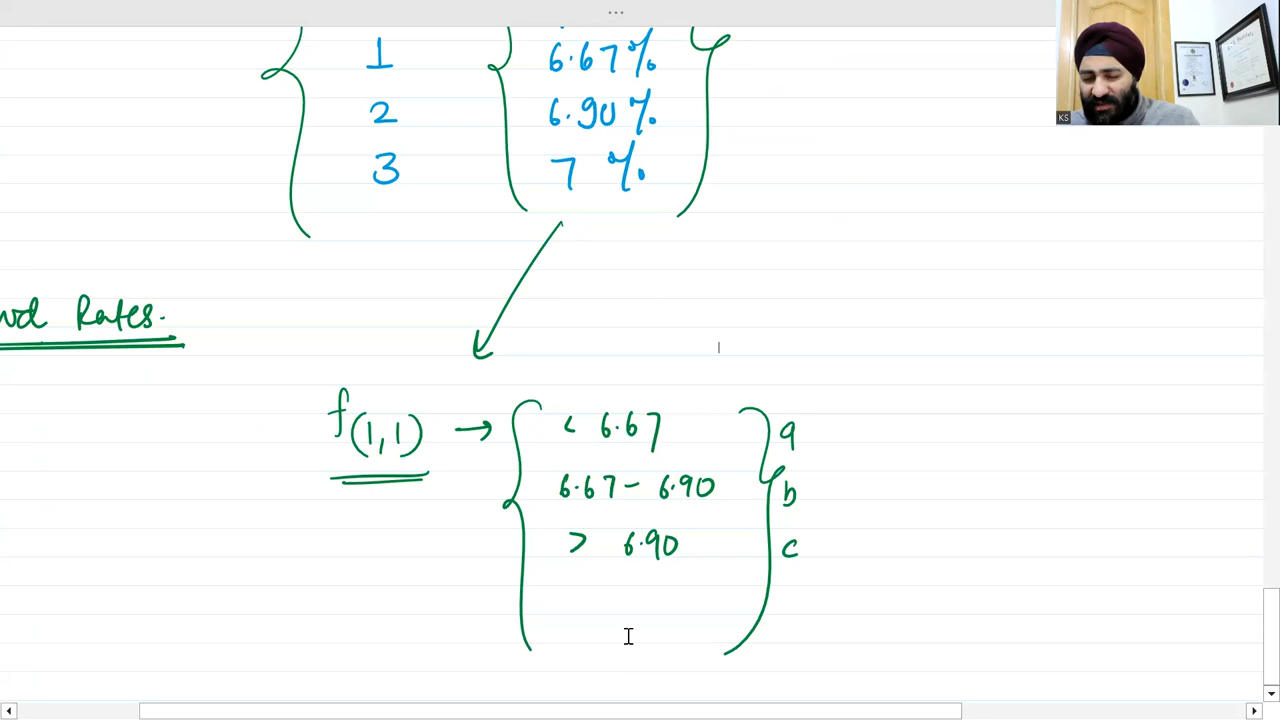 1 6.67%
2 6.90%
3 7 %
Rates.
f(1,1) → < 6.67 a
6.67 - 6.90 b
> 6.90 c
KS